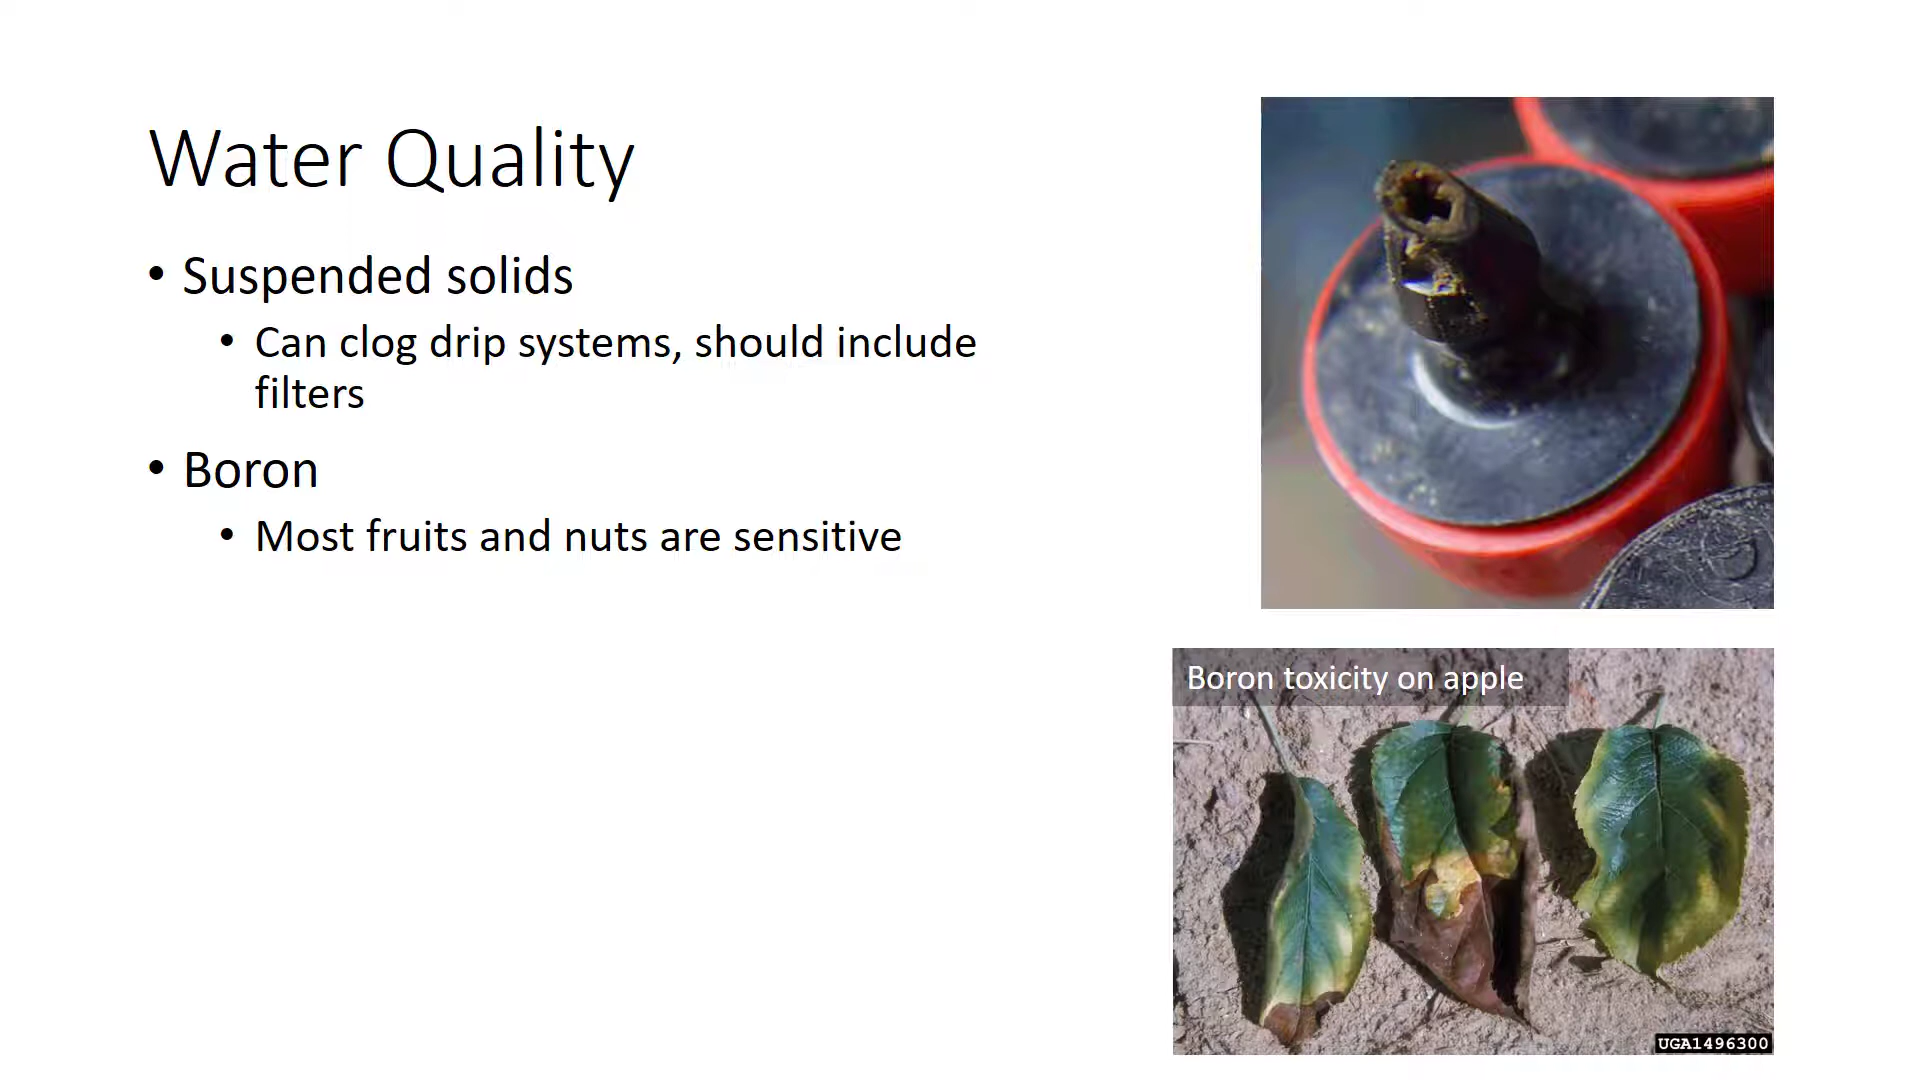 Water Quality
• Suspended solids
• Can clog drip systems, should include
filters
• Boron
• Most fruits and nuts are sensitive
Boron toxicity on apple
UGA1496300